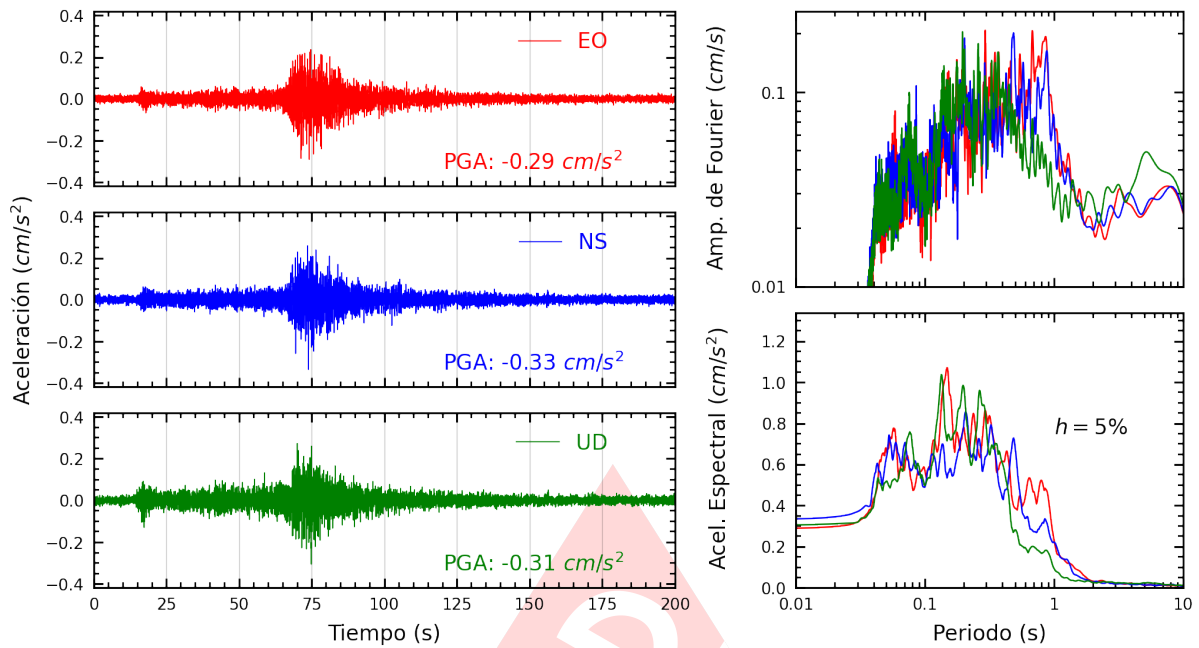 Aceleración (cm/s²)
0.4
0.2
0.0
−0.2
−0.4
EO
PGA: -0.29 cm/s²
0.4
0.2
0.0
−0.2
−0.4
NS
PGA: -0.33 cm/s²
0.4
0.2
0.0
−0.2
−0.4
UD
PGA: -0.31 cm/s²
0 25 50 75 100 125 150 175 200
Tiempo (s)
Amp. de Fourier (cm/s)
0.1
0.01
Acel. Espectral (cm/s²)
1.2
1.0
0.8
0.6
0.4
0.2
0.0
h = 5%
0.01 0.1 1 10
Periodo (s)